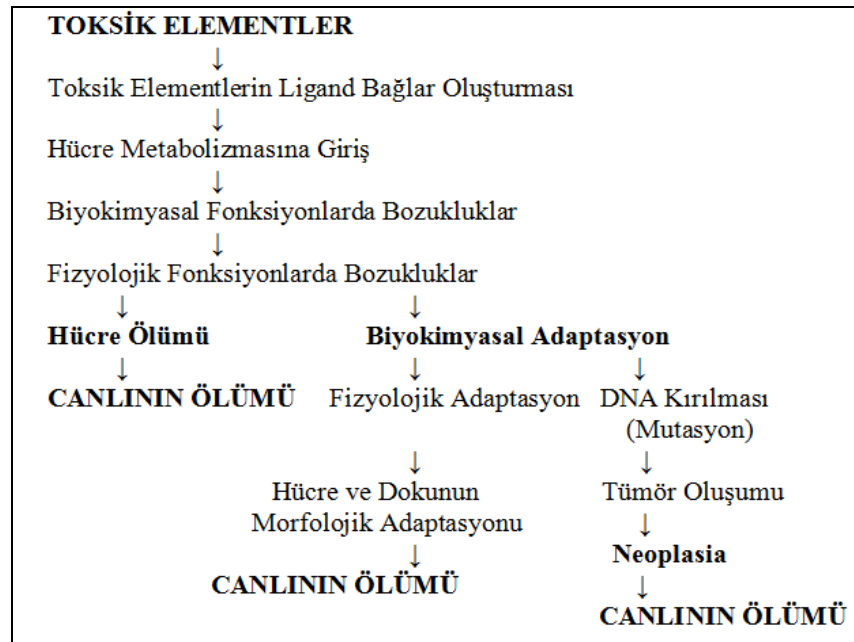 TOKSİK ELEMENTLER
↓
Toksik Elementlerin Ligand Bağlar Oluşturması
↓
Hücre Metabolizmasına Giriş
↓
Biyokimyasal Fonksiyonlarda Bozukluklar
↓
Fizyolojik Fonksiyonlarda Bozukluklar
↓ ↓
Hücre Ölümü Biyokimyasal Adaptasyon
↓ ↓ ↓
CANLININ ÖLÜMÜ Fizyolojik Adaptasyon DNA Kırılması
(Mutasyon)
↓ ↓
Hücre ve Dokunun Tümör Oluşumu
Morfolojik Adaptasyonu ↓
↓ Neoplasia
CANLININ ÖLÜMÜ ↓
CANLININ ÖLÜMÜ